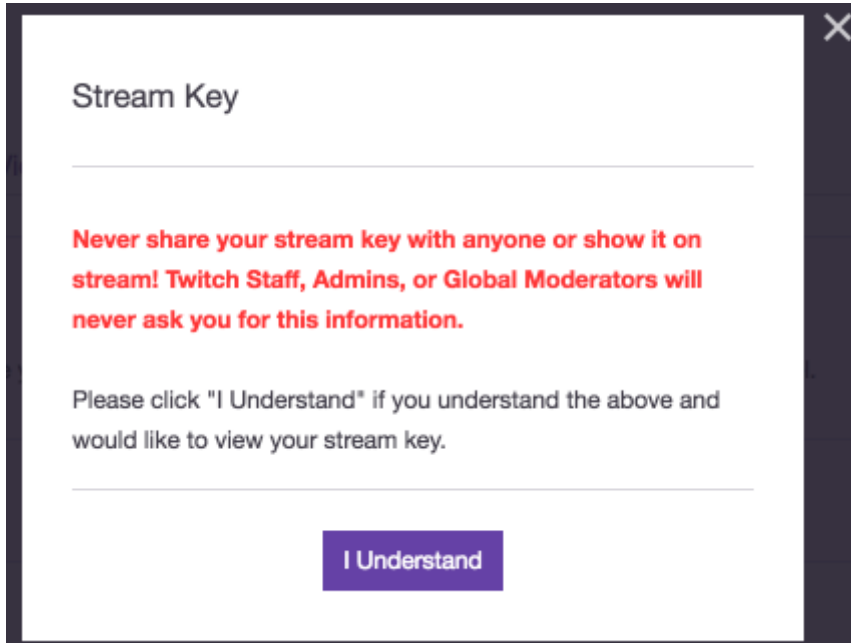 Stream Key
Never share your stream key with anyone or show it on
stream! Twitch Staff, Admins, or Global Moderators will
never ask you for this information.
Please click "I Understand" if you understand the above and
would like to view your stream key.
I Understand